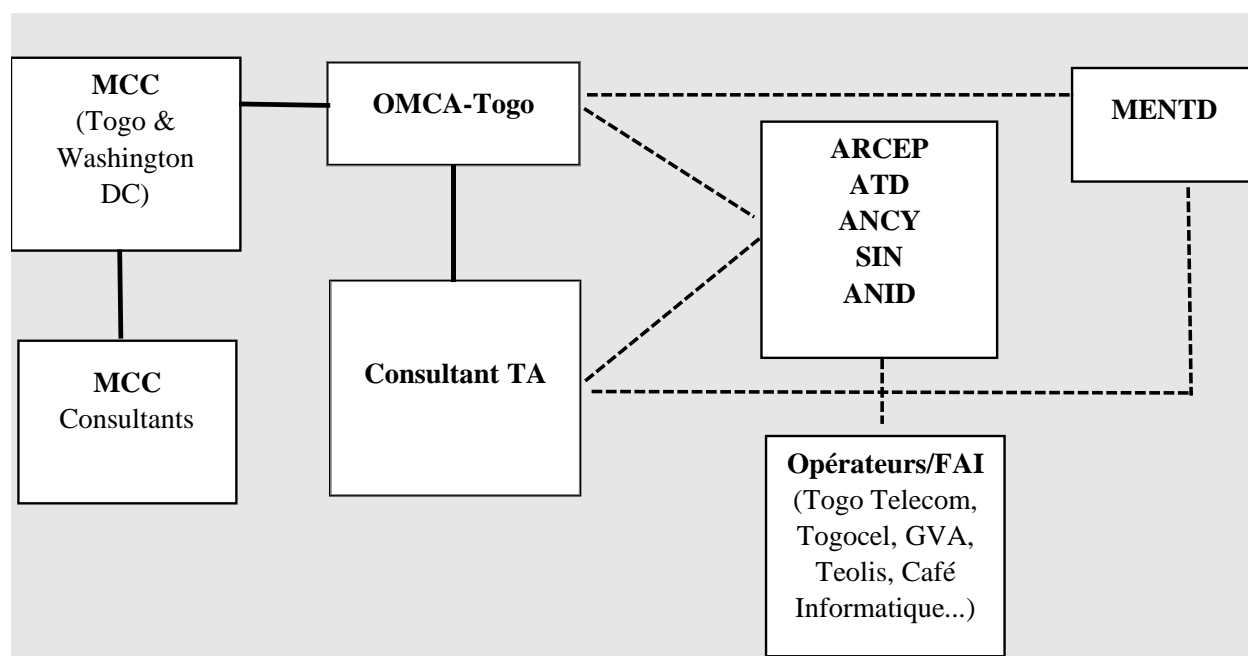 MCC
(Togo &
Washington
DC)
OMCA-Togo
MENTD
ARCEP
ATD
ANCY
SIN
ANID
MCC
Consultants
Consultant TA
Opérateurs/FAI
(Togo Telecom,
Togocel, GVA,
Teolis, Café
Informatique...)